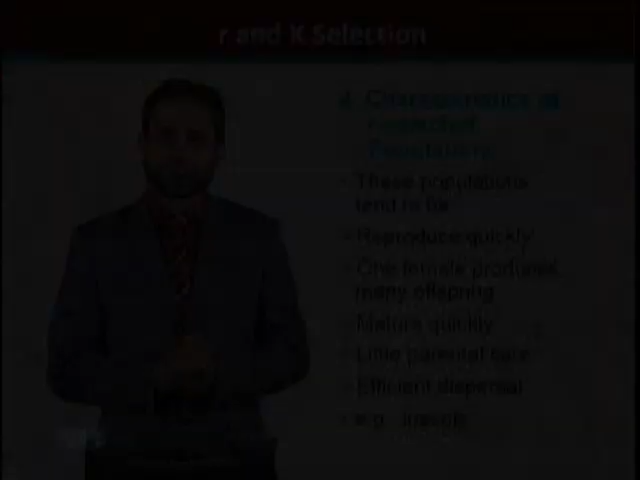 r and K Selection
Characteristics of
r-selected
Populations
These populations
tend to be
Reproduce quickly
One female produces
many offspring
Mature quickly
Little parental care
Efficient dispersal
e.g. Insects